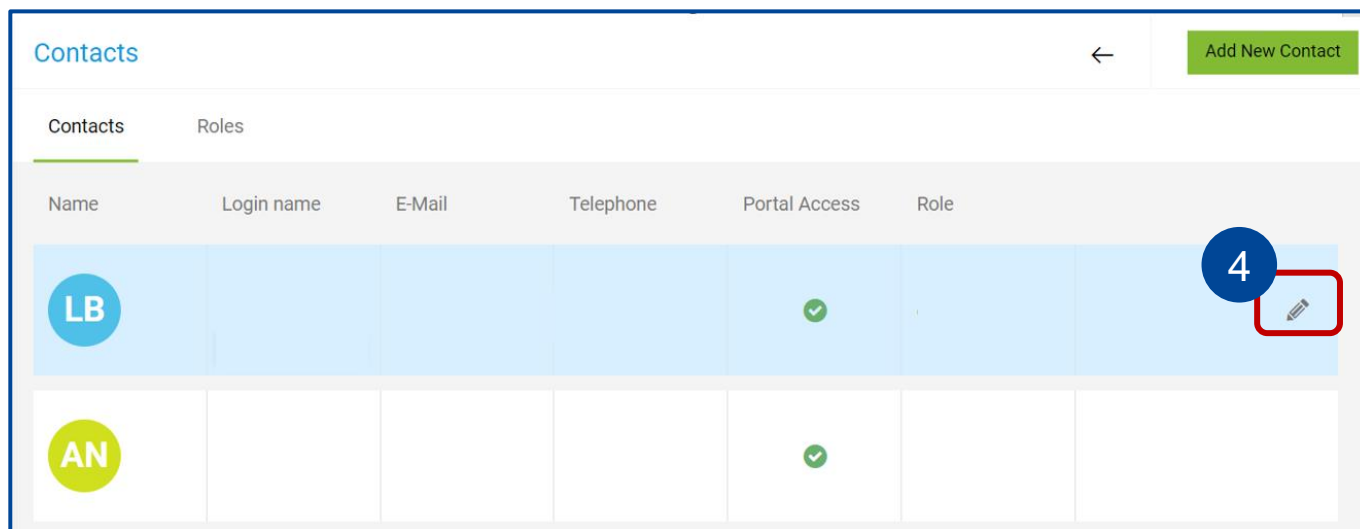 Contacts
Add New Contact
Contacts Roles
Name Login name E-Mail Telephone Portal Access Role
4
LB
AN